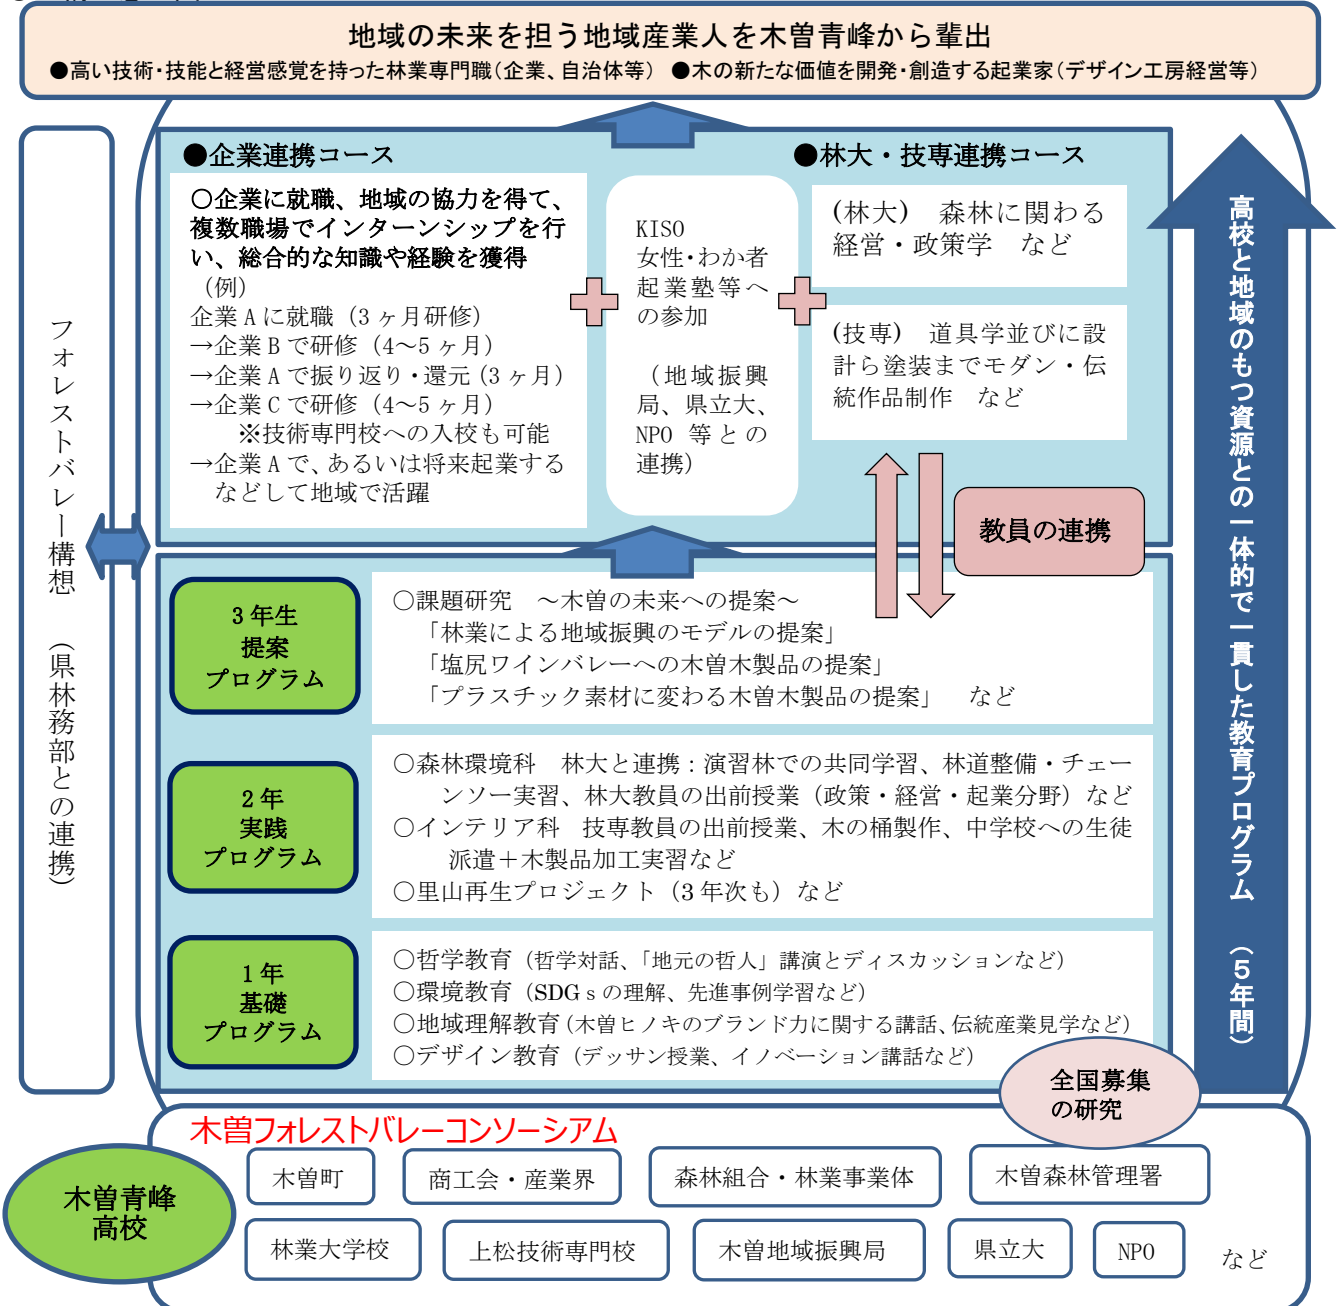 地域の未来を担う地域産業人を木曽青峰から輩出
●高い技術・技能と経営感覚を持った林業専門職（企業、自治体等）　●木の新たな価値を開発・創造する起業家（デザイン工房経営等）
フォレストバレー構想　（県林務部との連携）
●企業連携コース
〇企業に就職、地域の協力を得て、
複数職場でインターンシップを行
い、総合的な知識や経験を獲得
（例）
企業Aに就職（3ヶ月研修）
→企業Bで研修（4～5ヶ月）
→企業Aで振り返り・還元（3ヶ月）
→企業Cで研修（4～5ヶ月）
※技術専門校への入校も可能
→企業Aで、あるいは将来起業する
などして地域で活躍
KISO
女性・わか者
起業塾等へ
の参加
（地域振興
局、県立大、
NPO 等との
連携）
●林大・技専連携コース
(林大)　森林に関わる
経営・政策学　など
(技専)　道具学並びに設
計ら塗装までモダン・伝
統作品制作　など
教員の連携
高校と地域のもつ資源との一体的で一貫した教育プログラム　（５年間）
3年生
提案
プログラム
〇課題研究　～木曽の未来への提案～
「林業による地域振興のモデルの提案」
「塩尻ワインバレーへの木曽木製品の提案」
「プラスチック素材に変わる木曽木製品の提案」　など
2年
実践
プログラム
〇森林環境科　林大と連携：演習林での共同学習、林道整備・チェー
ンソー実習、林大教員の出前授業（政策・経営・起業分野）など
〇インテリア科　技専教員の出前授業、木の桶製作、中学校への生徒
派遣＋木製品加工実習など
〇里山再生プロジェクト（3年次も）など
1年
基礎
プログラム
〇哲学教育（哲学対話、「地元の哲人」講演とディスカッションなど）
〇環境教育（SDGｓの理解、先進事例学習など）
〇地域理解教育（木曽ヒノキのブランド力に関する講話、伝統産業見学など）
〇デザイン教育（デッサン授業、イノベーション講話など）
全国募集
の研究
木曽フォレストバレーコンソーシアム
木曽青峰
高校
木曽町
商工会・産業界
森林組合・林業事業体
木曽森林管理署
林業大学校
上松技術専門校
木曽地域振興局
県立大
NPO
など